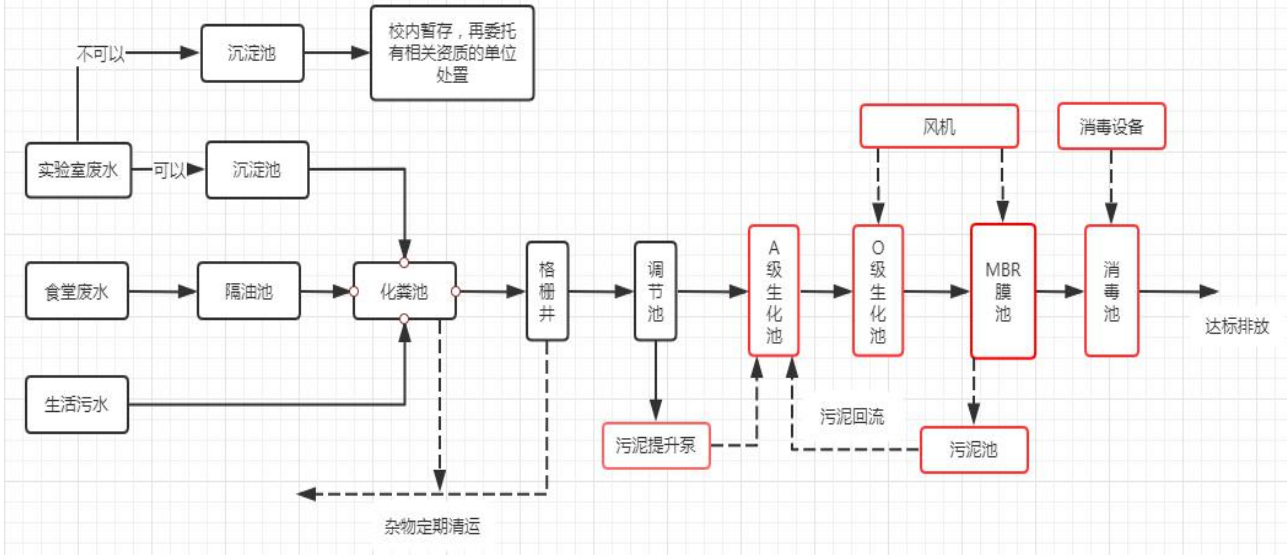 不可以
沉淀池
校内暂存，再委托
有相关资质的单位
处置
实验室废水
可以
沉淀池
风机
消毒设备
食堂废水
隔油池
化粪池
格栅井
调节池
A级生化池
O级生化池
MBR
膜池
消毒池
达标排放
生活污水
污泥提升泵
污泥回流
污泥池
杂物定期清运